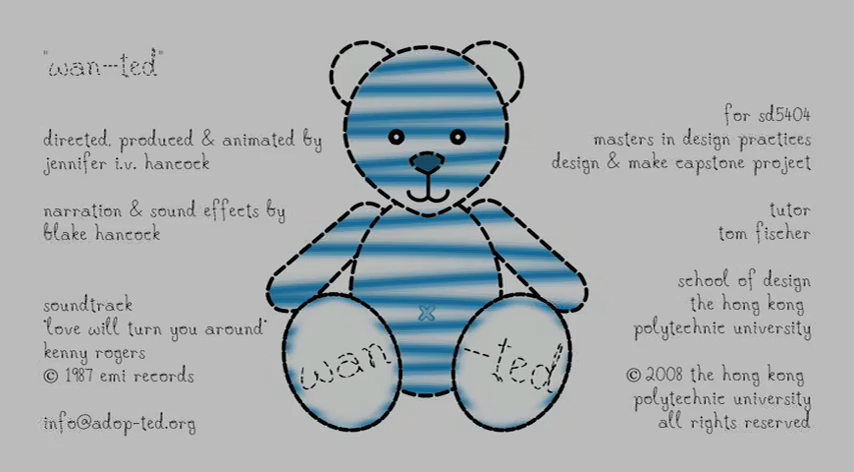 "wan-ted"
directed, produced & animated by
jennifer i.v. hancock
narration & sound effects by
blake hancock
soundtrack
"love will turn you around"
kenny rogers
© 1987 emi records
info@adop-ted.org
wan
-ted
for sd5404
masters in design practices
design & make capstone project
tutor
tom fischer
school of design
the hong kong
polytechnic university
© 2008 the hong kong
polytechnic university
all rights reserved